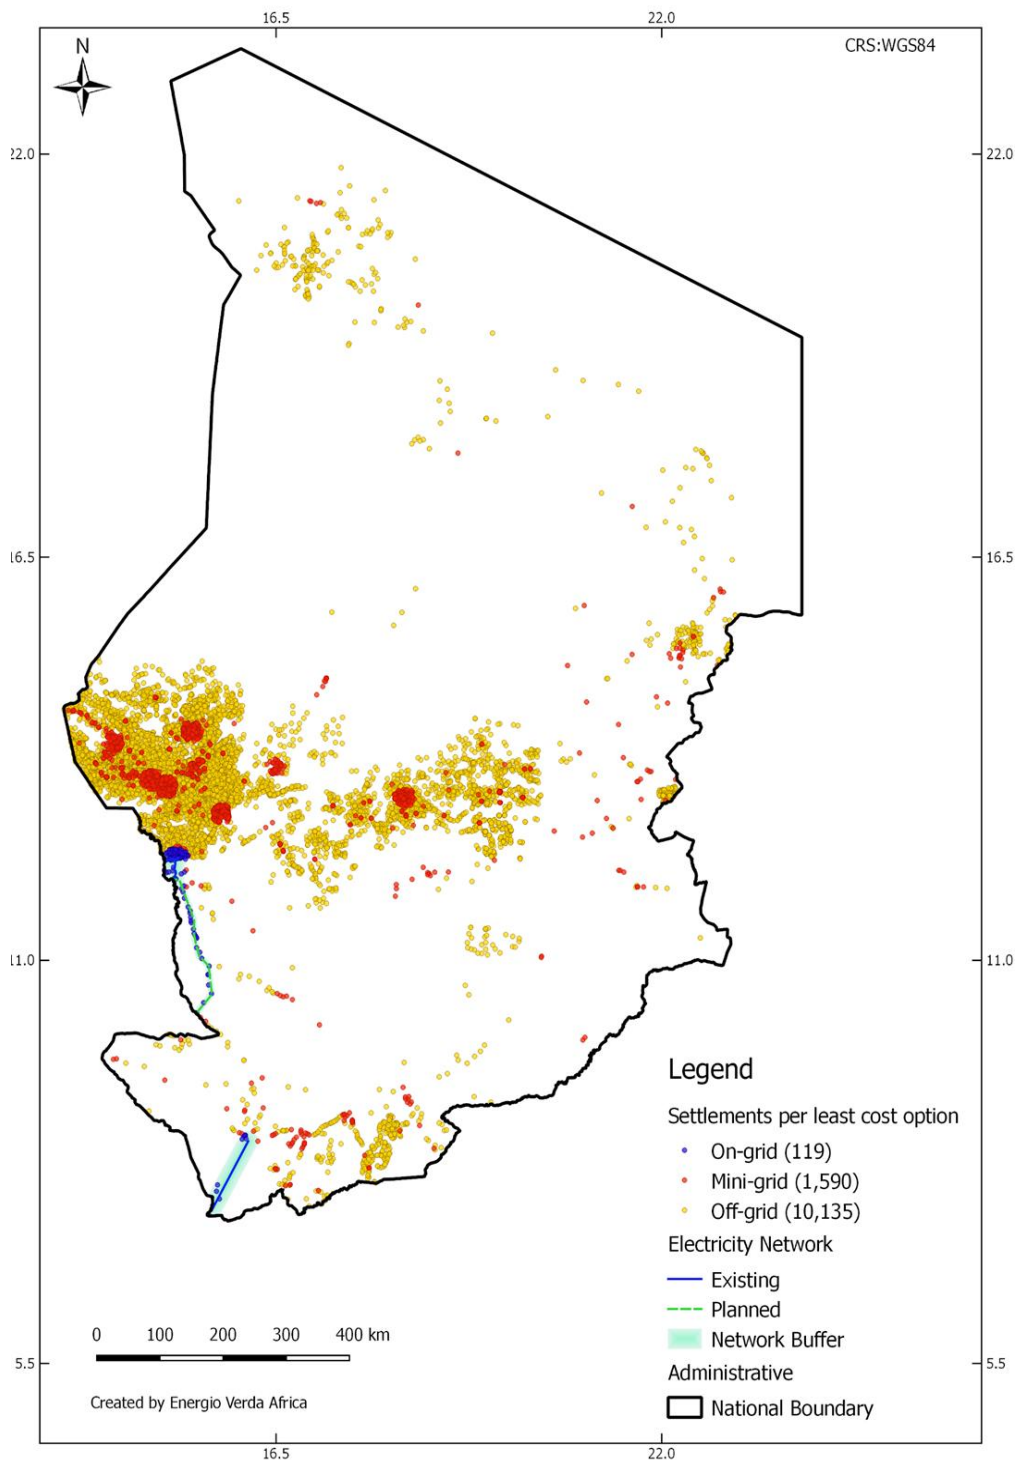 16.5 22.0
N
CRS:WGS84
22.0 22.0
16.5 16.5
11.0 11.0
Legend
Settlements per least cost option
On-grid (119)
Mini-grid (1,590)
Off-grid (10,135)
Electricity Network
Existing
Planned
Network Buffer
Administrative
National Boundary
0 100 200 300 400 km
5.5 5.5
Created by Energio Verda Africa
16.5 22.0